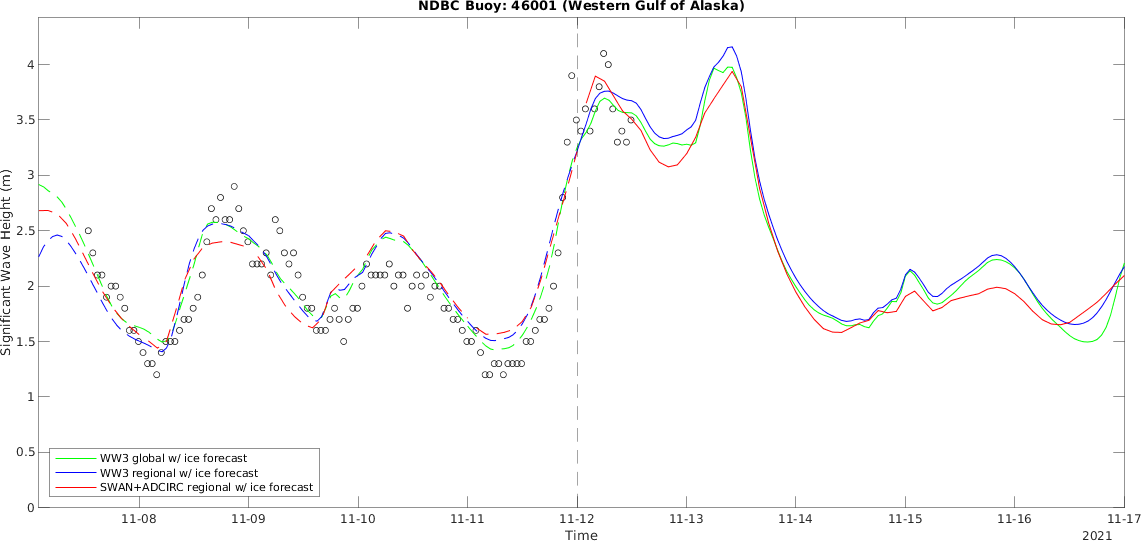 NDBC Buoy: 46001 (Western Gulf of Alaska)
Significant Wave Height (m)
4
3.5
3
2.5
2
1.5
1
0.5
0
WW3 global w/ ice forecast
WW3 regional w/ ice forecast
SWAN+ADCIRC regional w/ ice forecast
11-08 11-09 11-10 11-11 11-12 11-13 11-14 11-15 11-16 11-17
Time
2021